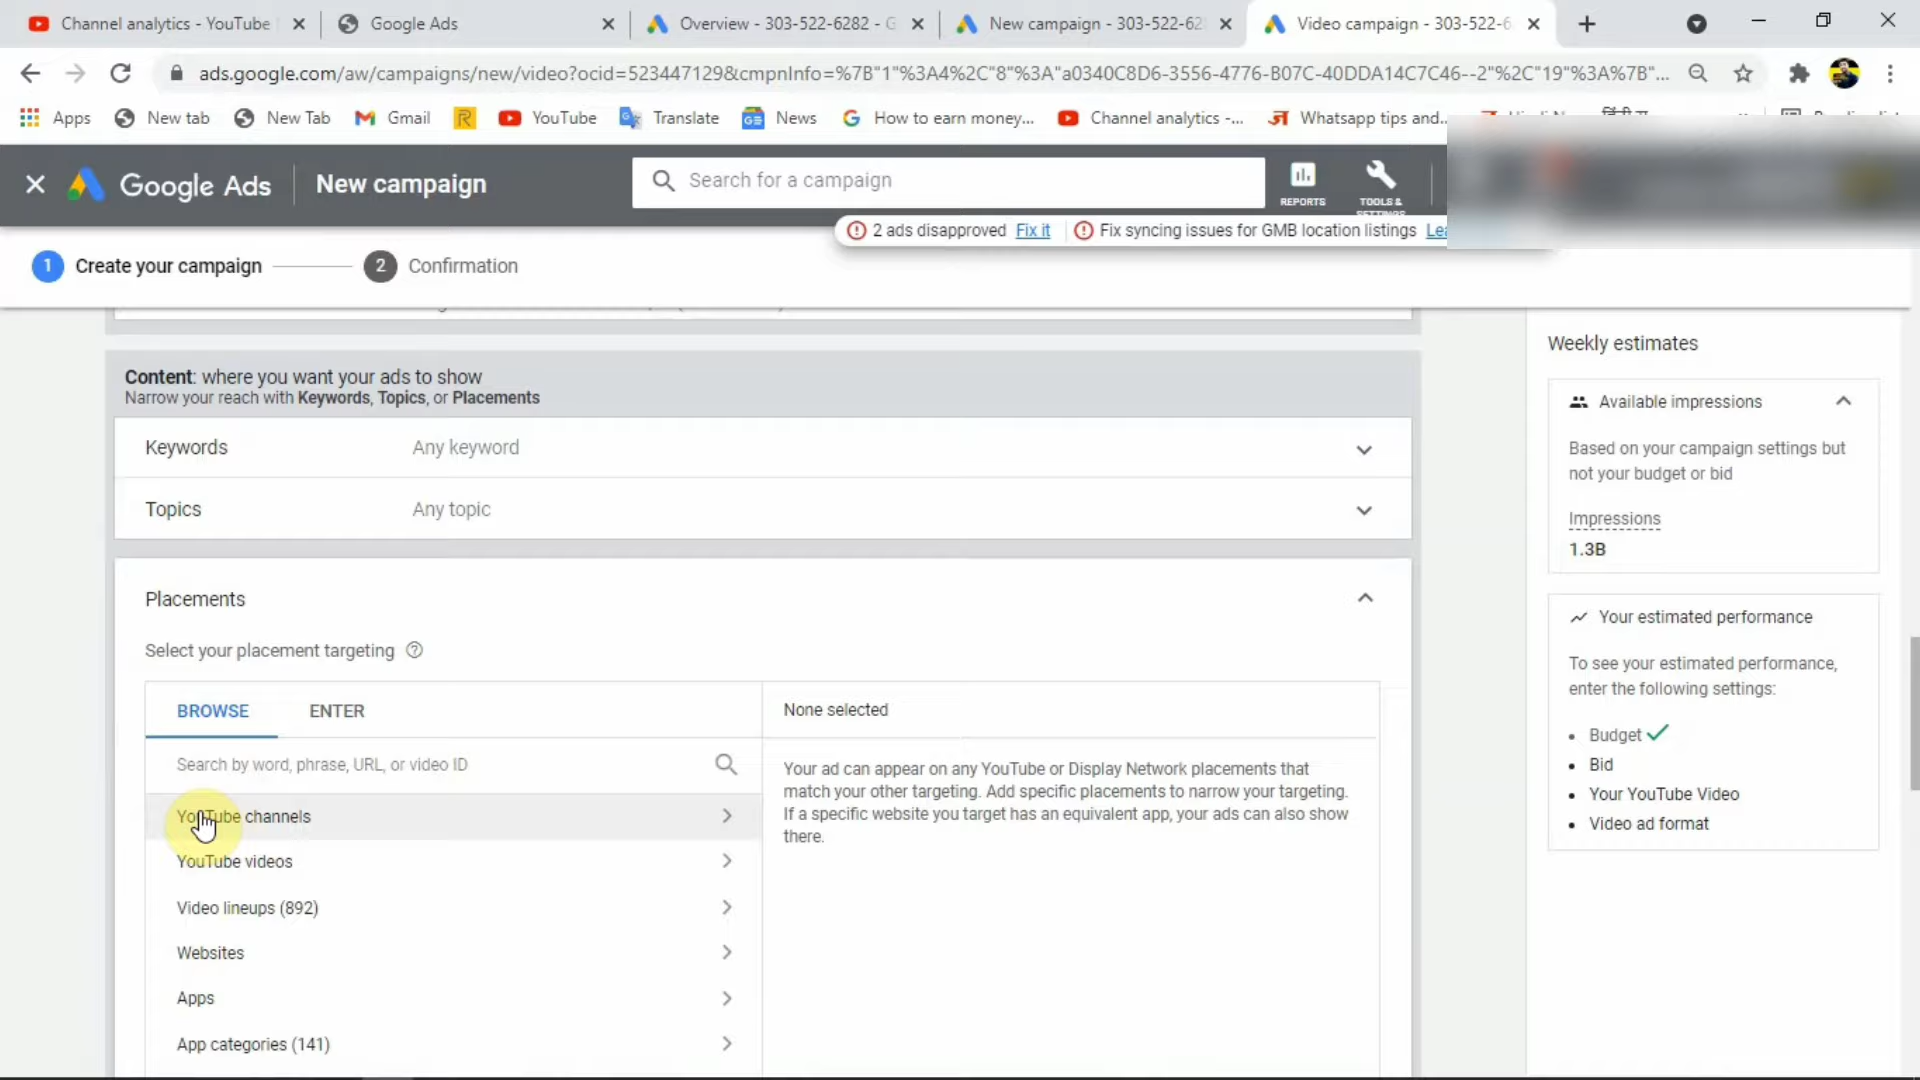 Channel analytics - YouTube
Google Ads
Overview - 303-522-6282 - G
New campaign - 303-522-62
Video campaign - 303-522-6
ads.google.com/aw/campaigns/new/video?ocid=523447129&cmpnInfo=%7B"1"%3A4%2C"8"%3A"a0340C8D6-3556-4776-B07C-40DDA14C7C46--2"%2C"19"%3A%7B"...
Apps
New tab
New Tab
Gmail
YouTube
Translate
News
How to earn money...
Channel analytics -...
Whatsapp tips and...
Google Ads
New campaign
Search for a campaign
REPORTS
TOOLS &
SETTINGS
2 ads disapproved Fix it
Fix syncing issues for GMB location listings
1 Create your campaign
2 Confirmation
Content: where you want your ads to show
Narrow your reach with Keywords, Topics, or Placements
Keywords Any keyword
Topics Any topic
Placements
Select your placement targeting
BROWSE ENTER
Search by word, phrase, URL, or video ID
YouTube channels
YouTube videos
Video lineups (892)
Websites
Apps
App categories (141)
None selected
Your ad can appear on any YouTube or Display Network placements that
match your other targeting. Add specific placements to narrow your targeting.
If a specific website you target has an equivalent app, your ads can also show
there.
Weekly estimates
Available impressions
Based on your campaign settings but
not your budget or bid
Impressions
1.3B
Your estimated performance
To see your estimated performance,
enter the following settings:
• Budget
• Bid
• Your YouTube Video
• Video ad format